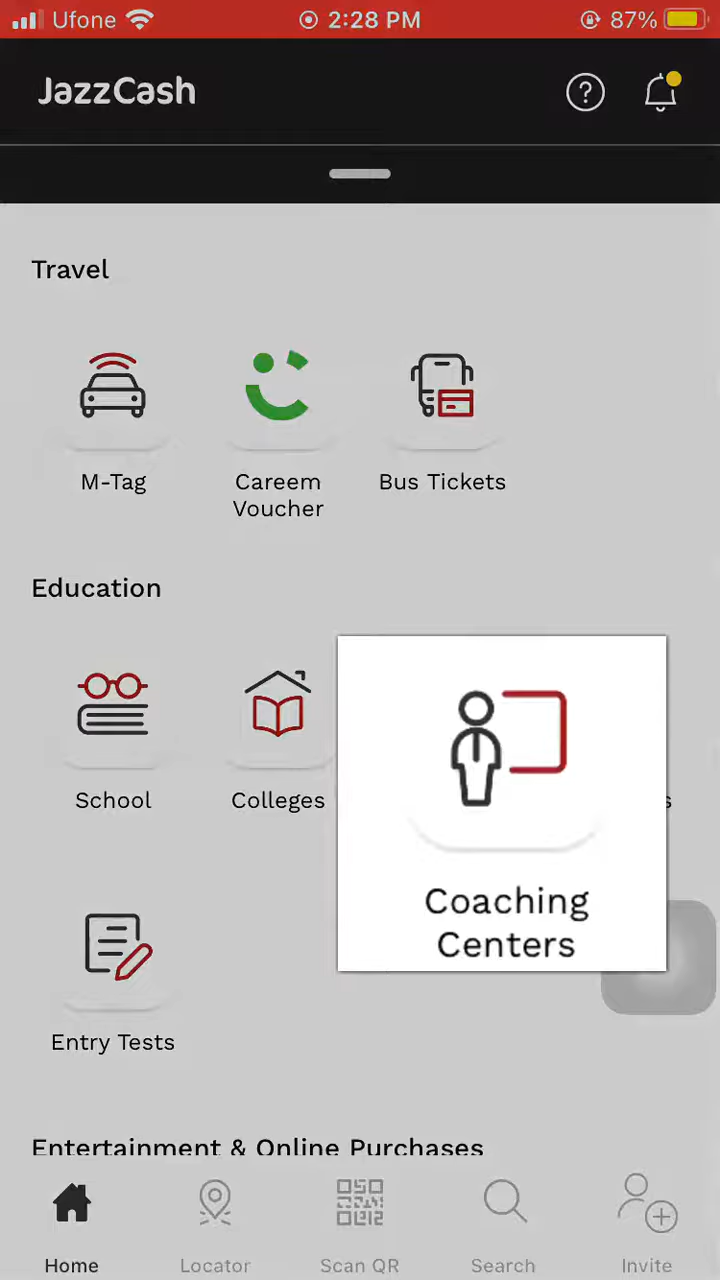 Ufone 2:28 PM 87%
JazzCash
Travel
M-Tag
Careem
Voucher
Bus Tickets
Education
School
Colleges
Coaching
Centers
Entry Tests
Entertainment & Online Purchases
Home
Locator
Scan QR
Search
Invite